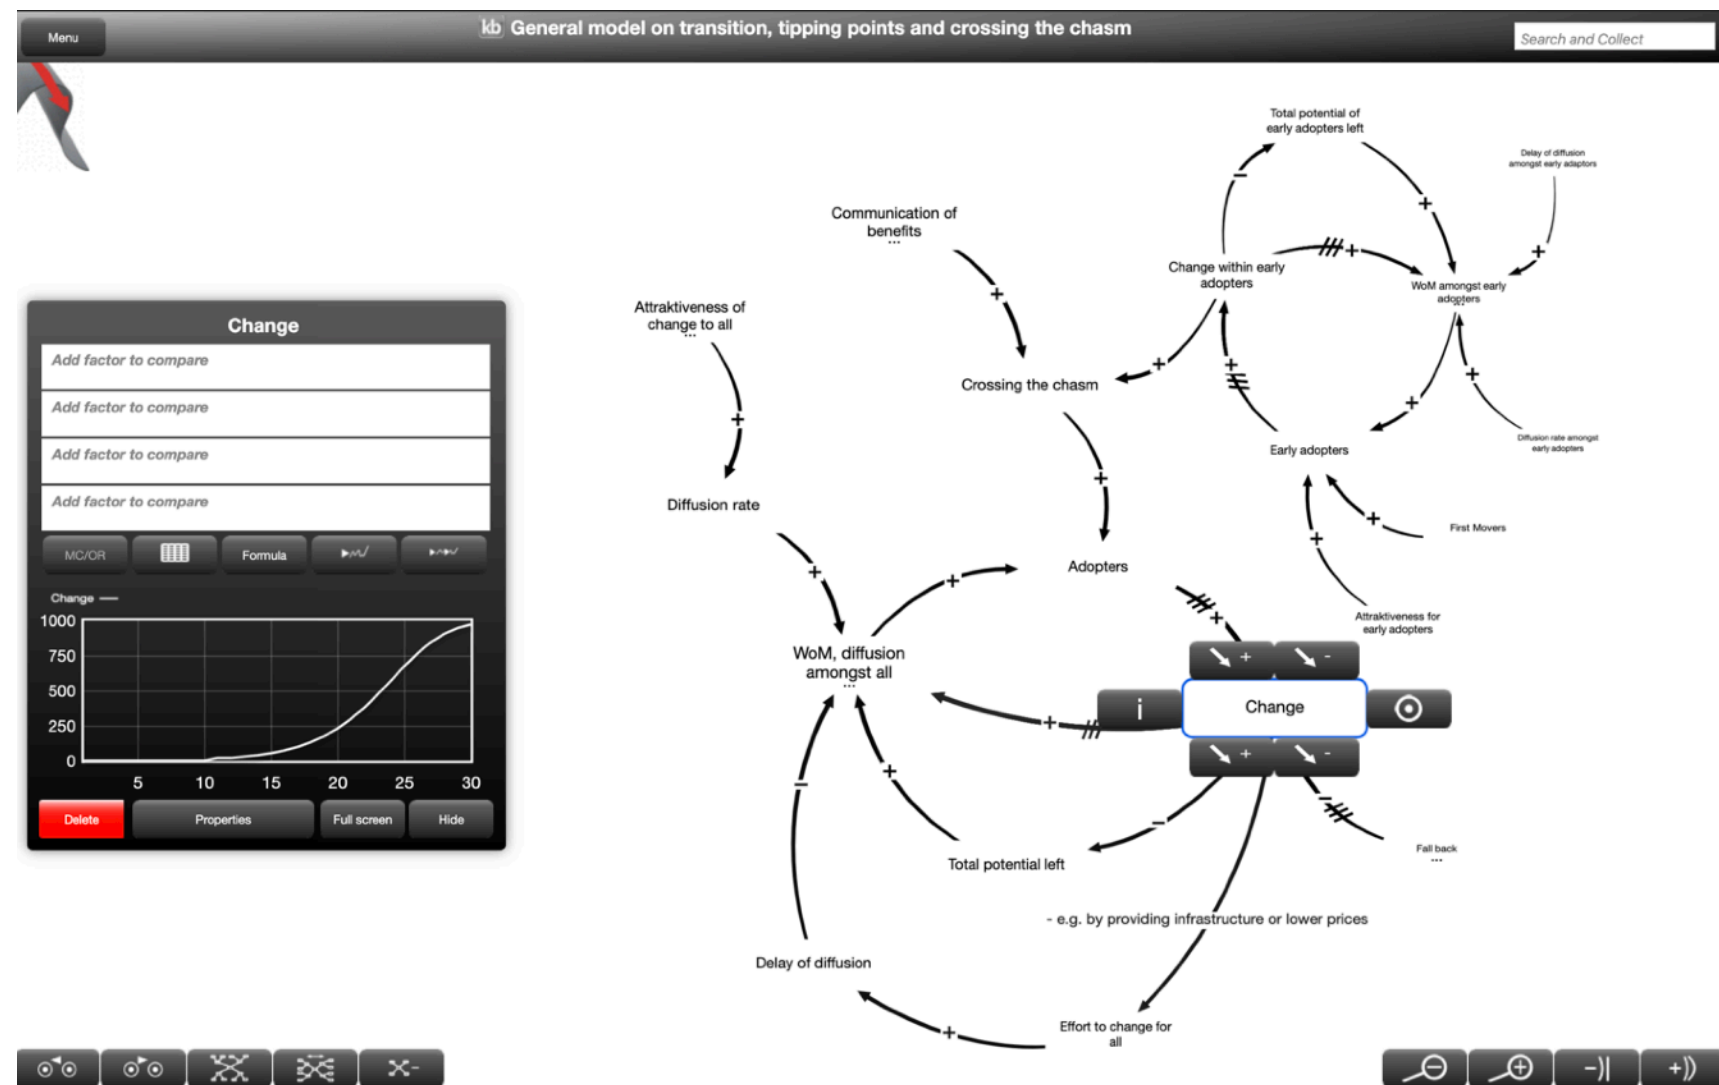 Menu
kb General model on transition, tipping points and crossing the chasm
Search and Collect
Total potential of
early adopters left
Delay of diffusion
amongst early adaptors
Communication of
benefits
...
Change within early
adopters
WoM amongst early
adopters
...
Attraktiveness of
change to all
...
Crossing the chasm
Early adopters
Diffusion rate amongst
early adopters
Diffusion rate
First Movers
Adopters
Attraktiveness for
early adopters
WoM, diffusion
amongst all
...
i
Change
Total potential left
Fall back
...
- e.g. by providing infrastructure or lower prices
Delay of diffusion
Effort to change for
all
Change
Add factor to compare
Add factor to compare
Add factor to compare
Add factor to compare
MC/OR
Formula
Change
1000
750
500
250
0
5 10 15 20 25 30
Delete
Properties
Full screen
Hide